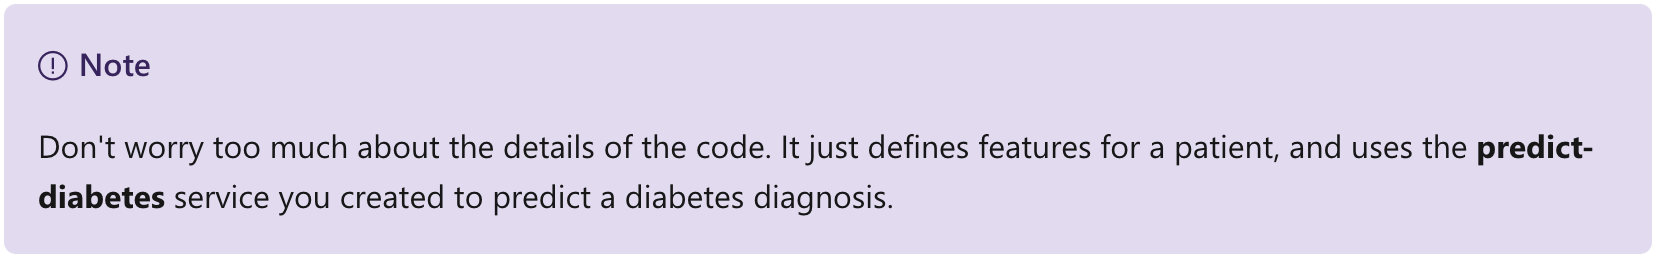 Note
Don't worry too much about the details of the code. It just defines features for a patient, and uses the predict-
diabetes service you created to predict a diabetes diagnosis.